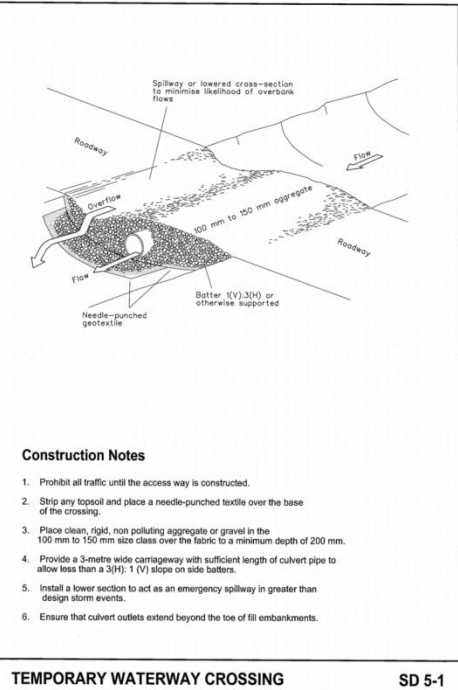 Spillway or lowered cross-section
to minimise likelihood of overbank
flows
Roadway
Flow
Overflow
100 mm to 150 mm aggregate
Roadway
Flow
Batter 1(V):3(H) or
otherwise supported
Needle-punched
geotextile
Construction Notes
1. Prohibit all traffic until the access way is constructed.
2. Strip any topsoil and place a needle-punched textile over the base
of the crossing.
3. Place clean, rigid, non polluting aggregate or gravel in the
100 mm to 150 mm size class over the fabric to a minimum depth of 200 mm.
4. Provide a 3-metre wide carriageway with sufficient length of culvert pipe to
allow less than a 3(H): 1 (V) slope on side batters.
5. Install a lower section to act as an emergency spillway in greater than
design storm events.
6. Ensure that culvert outlets extend beyond the toe of fill embankments.
TEMPORARY WATERWAY CROSSING SD 5-1